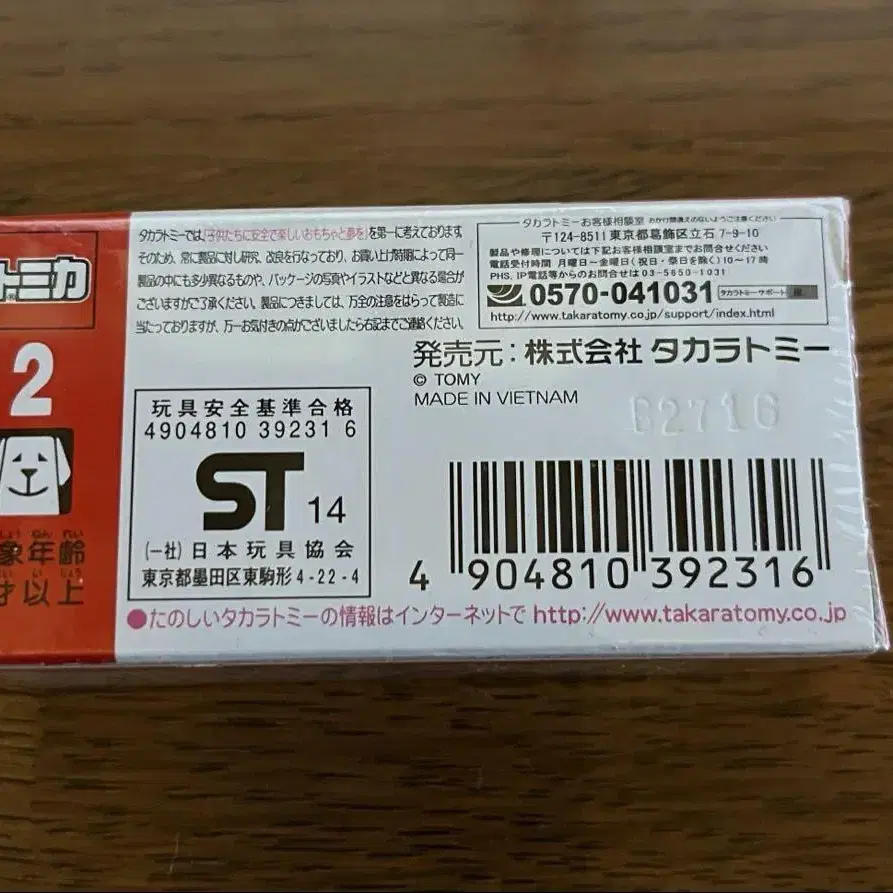 トミカ
2
象年齢
才以上
タカラトミーでは、「子供たちに安全で楽しいおもちゃと夢を」を第一に考えております。
そのため、常に製品に対し研究、改良を行なっており、お買い上げ時期によって同一
製品の中にも多少異なるものや、パッケージの写真やイラストなどと異なる場合が
ございますがご了承ください。製品につきましては、万全の注意をはらって製造に
当たっておりますが、万一お気付きの点がございましたら右記までご連絡ください。
タカラトミーお客様相談室 おかけ間違えのないようご注意ください
〒124-8511 東京都葛飾区立石 7-9-10
製品や修理については下記お客様相談室までお問合せください
電話受付時間 月曜日~金曜日(祝日・祭日を除く)10~17時
PHS、IP電話等からのお問合せは 03-5650-1031
0570-041031 タカラトミーサポート
http://www.takaratomy.co.jp/support/index.html
発売元:株式会社 タカラトミー
© TOMY
MADE IN VIETNAM
B2716
玩具安全基準合格
4904810 39231 6
ST 14
(一社)日本玩具協会
東京都墨田区東駒形 4-22-4
4 904810 392316
●たのしいタカラトミーの情報はインターネットで http://www.takaratomy.co.jp